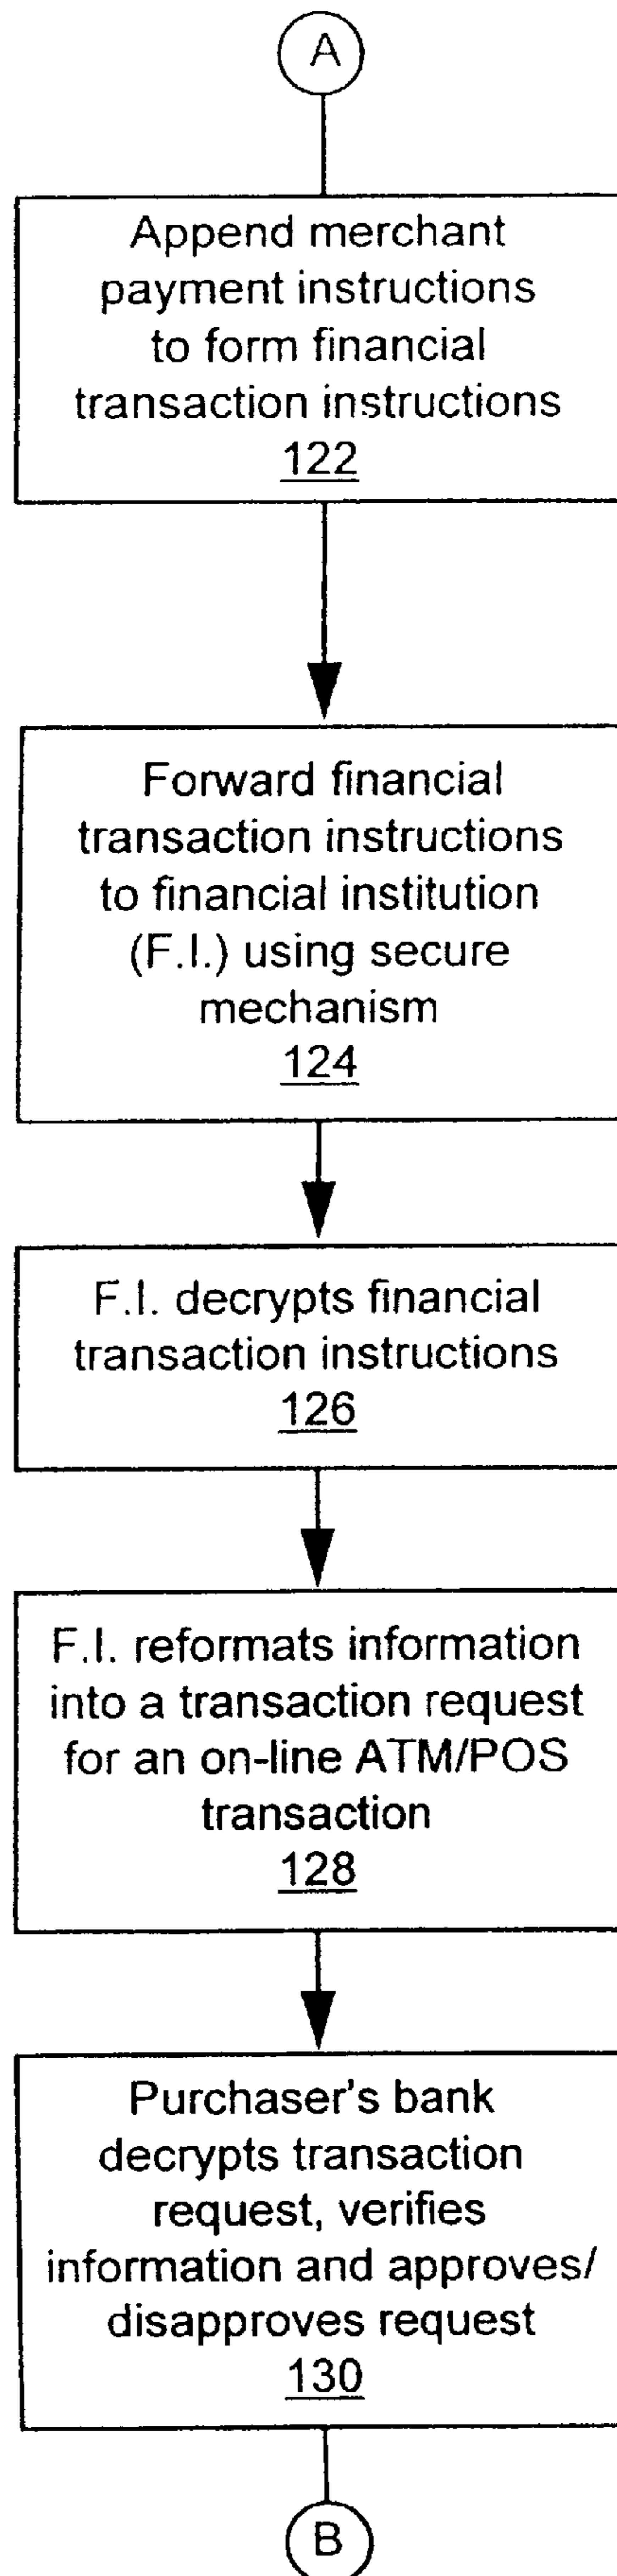 A
Append merchant
payment instructions
to form financial
transaction instructions
122
Forward financial
transaction instructions
to financial institution
(F.I.) using secure
mechanism
124
F.I. decrypts financial
transaction instructions
126
F.I. reformats information
into a transaction request
for an on-line ATM/POS
transaction
128
Purchaser's bank
decrypts transaction
request, verifies
information and approves/
disapproves request
130
B